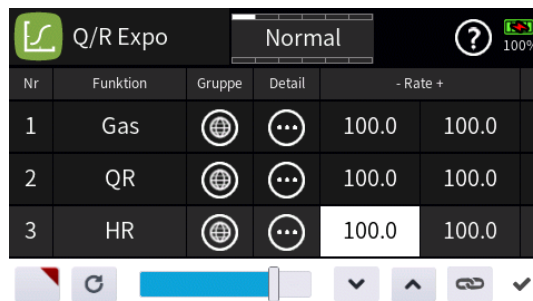 Q/R Expo Normal 100%
Nr Funktion Gruppe Detail - Rate +
1 Gas 100.0 100.0
2 QR 100.0 100.0
3 HR 100.0 100.0